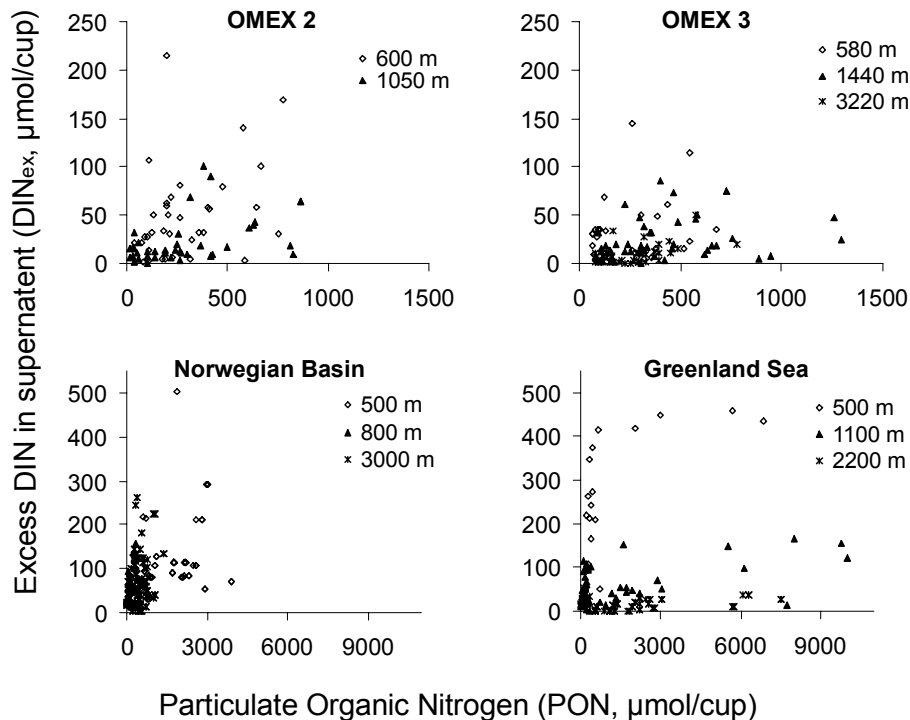 OMEX 2
OMEX 3
250
200
150
100
50
0
600 m
1050 m
0 500 1000 1500
250
200
150
100
50
0
580 m
1440 m
3220 m
0 500 1000 1500
Norwegian Basin
Greenland Sea
500
400
300
200
100
0
500 m
800 m
3000 m
0 3000 6000 9000
500
400
300
200
100
0
500 m
1100 m
2200 m
0 3000 6000 9000
Excess DIN in supernatent (DINex, µmol/cup)
Particulate Organic Nitrogen (PON, µmol/cup)